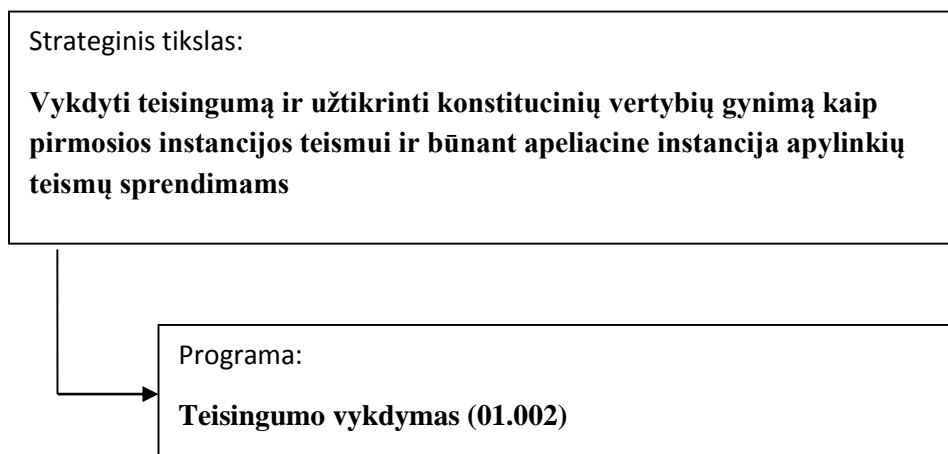 Strateginis tikslas:
Vykdyti teisingumą ir užtikrinti konstitucinių vertybių gynimą kaip
pirmosios instancijos teismui ir būnant apeliacine instancija apylinkių
teismų sprendimams
Programa:
Teisingumo vykdymas (01.002)